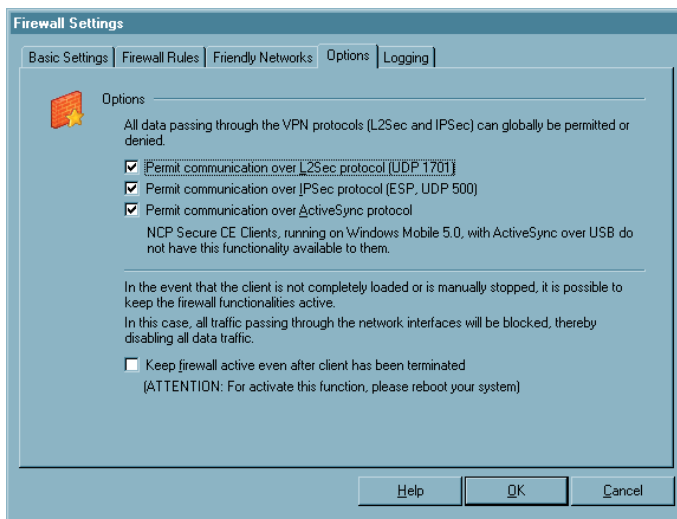 Firewall Settings
Basic Settings
Firewall Rules
Friendly Networks
Options
Logging
Options
All data passing through the VPN protocols (L2Sec and IPSec) can globally be permitted or
denied.
Permit communication over L2Sec protocol (UDP 1701)
Permit communication over IPSec protocol (ESP, UDP 500)
Permit communication over ActiveSync protocol
NCP Secure CE Clients, running on Windows Mobile 5.0, with ActiveSync over USB do
not have this functionality available to them.
In the event that the client is not completely loaded or is manually stopped, it is possible to
keep the firewall functionalities active.
In this case, all traffic passing through the network interfaces will be blocked, thereby
disabling all data traffic.
Keep firewall active even after client has been terminated
(ATTENTION: For activate this function, please reboot your system)
Help
OK
Cancel